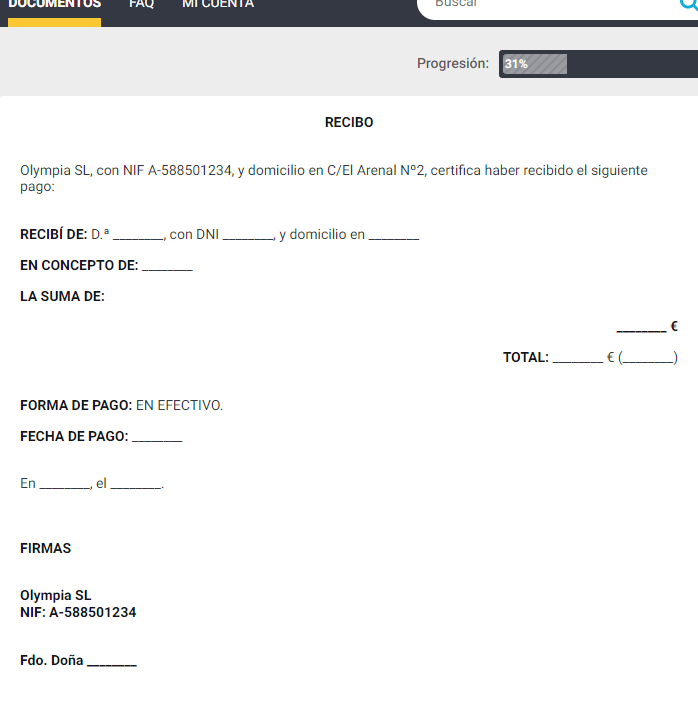 DOCUMENTOS FAQ MI CUENTA Buscar
Progresión: 31%
RECIBO
Olympia SL, con NIF A-588501234, y domicilio en C/El Arenal Nº2, certifica haber recibido el siguiente
pago:
RECIBÍ DE: D.ª ________, con DNI ________, y domicilio en ________
EN CONCEPTO DE: ________
LA SUMA DE:
________ €
TOTAL: ________ € (________)
FORMA DE PAGO: EN EFECTIVO.
FECHA DE PAGO: ________
En ________, el ________.
FIRMAS
Olympia SL
NIF: A-588501234
Fdo. Doña ________